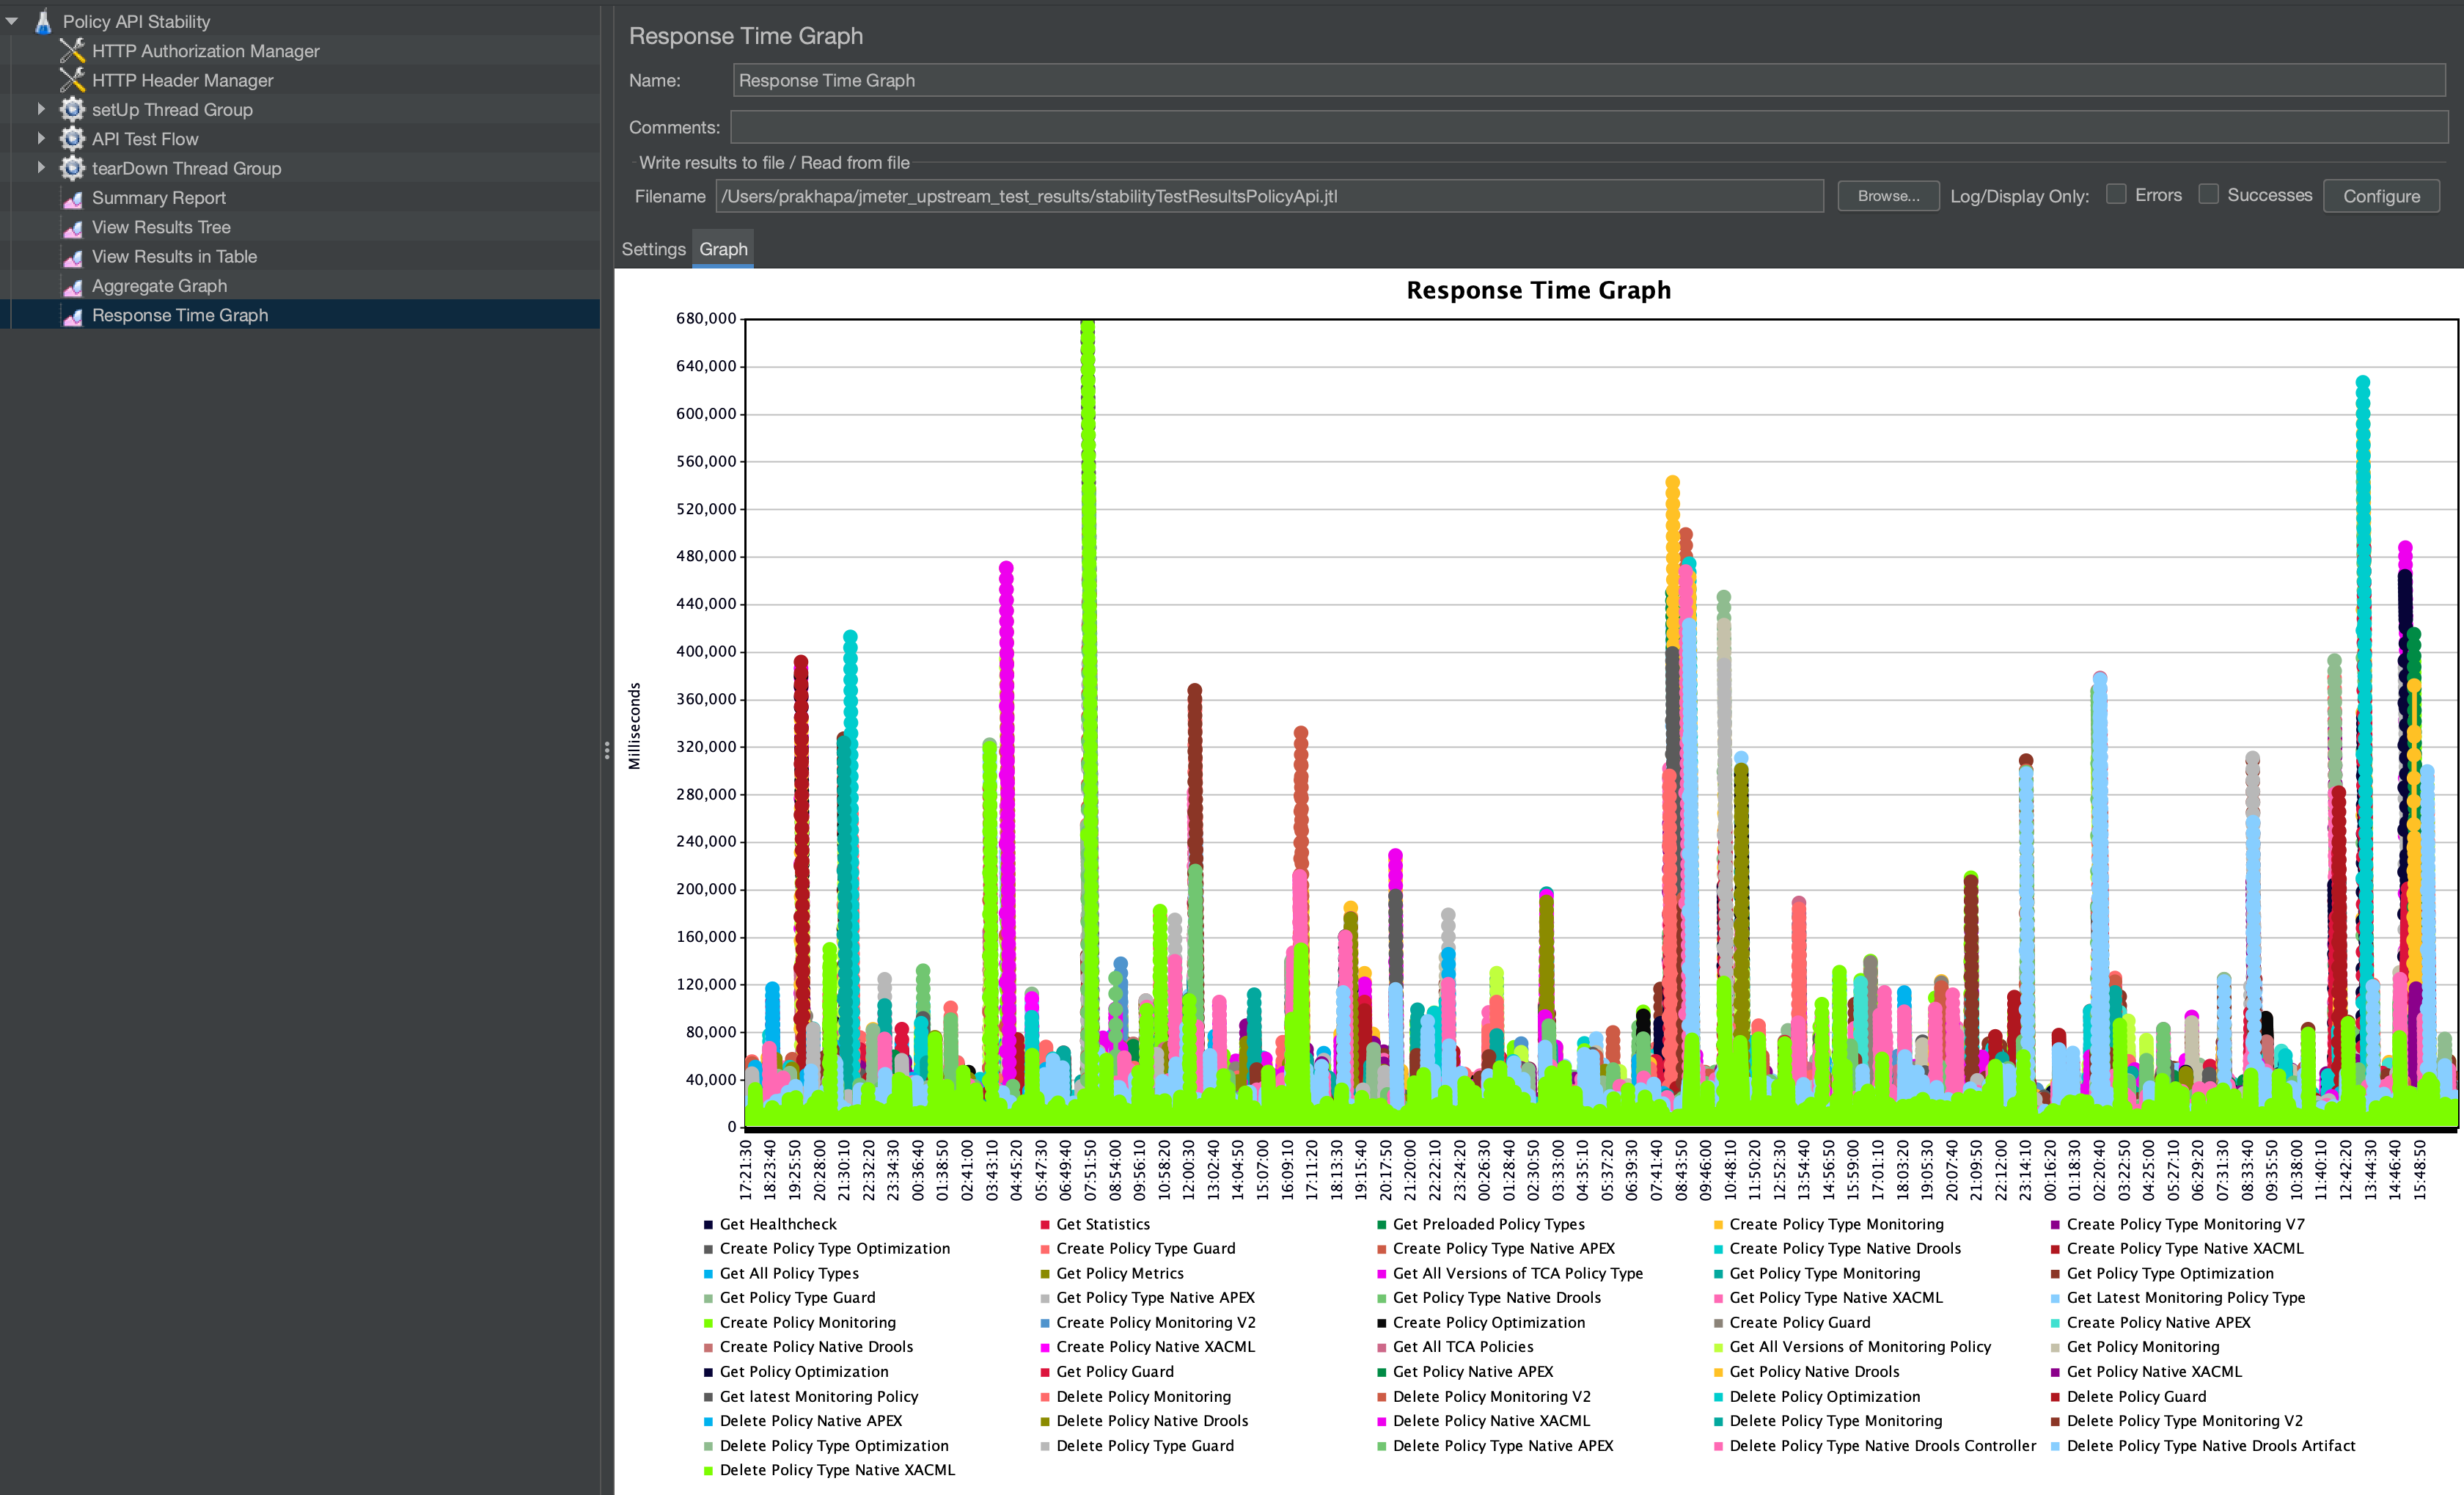 Policy API Stability
HTTP Authorization Manager
HTTP Header Manager
setUp Thread Group
API Test Flow
tearDown Thread Group
Summary Report
View Results Tree
View Results in Table
Aggregate Graph
Response Time Graph
Response Time Graph
Name: Response Time Graph
Comments:
Write results to file / Read from file
Filename /Users/prakhapa/jmeter_upstream_test_results/stabilityTestResultsPolicyApi.jtl Browse... Log/Display Only: Errors Successes Configure
Settings Graph
Response Time Graph
Milliseconds
680,000
640,000
600,000
560,000
520,000
480,000
440,000
400,000
360,000
320,000
280,000
240,000
200,000
160,000
120,000
80,000
40,000
0
17:21:30 18:23:40 19:25:50 20:28:00 21:30:10 22:32:20 23:34:30 00:36:40 01:38:50 02:41:00 03:43:10 04:45:20 05:47:30 06:49:40 07:51:50 08:54:00 09:56:10 10:58:20 12:00:30 13:02:40 14:04:50 15:07:00 16:09:10 17:11:20 18:13:30 19:15:40 20:17:50 21:20:00 22:22:10 23:24:20 00:26:30 01:28:40 02:30:50 03:33:00 04:35:10 05:37:20 06:39:30 07:41:40 08:43:50 09:46:00 10:48:10 11:50:20 12:52:30 13:54:40 14:56:50 15:59:00 17:01:10 18:03:20 19:05:30 20:07:40 21:09:50 22:12:00 23:14:10 00:16:20 01:18:30 02:20:40 03:22:50 04:25:00 05:27:10 06:29:20 07:31:30 08:33:40 09:35:50 10:38:00 11:40:10 12:42:20 13:44:30 14:46:40 15:48:50
Get Healthcheck Get Statistics Get Preloaded Policy Types Create Policy Type Monitoring Create Policy Type Monitoring V7
Create Policy Type Optimization Create Policy Type Guard Create Policy Type Native APEX Create Policy Type Native Drools Create Policy Type Native XACML
Get All Policy Types Get Policy Metrics Get All Versions of TCA Policy Type Get Policy Type Monitoring Get Policy Type Optimization
Get Policy Type Guard Get Policy Type Native APEX Get Policy Type Native Drools Get Policy Type Native XACML Get Latest Monitoring Policy Type
Create Policy Monitoring Create Policy Monitoring V2 Create Policy Optimization Create Policy Guard Create Policy Native APEX
Create Policy Native Drools Create Policy Native XACML Get All TCA Policies Get All Versions of Monitoring Policy Get Policy Monitoring
Get Policy Optimization Get Policy Guard Get Policy Native APEX Get Policy Native Drools Get Policy Native XACML
Get latest Monitoring Policy Delete Policy Monitoring Delete Policy Monitoring V2 Delete Policy Optimization Delete Policy Guard
Delete Policy Native APEX Delete Policy Native Drools Delete Policy Native XACML Delete Policy Type Monitoring Delete Policy Type Monitoring V2
Delete Policy Type Optimization Delete Policy Type Guard Delete Policy Type Native APEX Delete Policy Type Native Drools Controller Delete Policy Type Native Drools Artifact
Delete Policy Type Native XACML